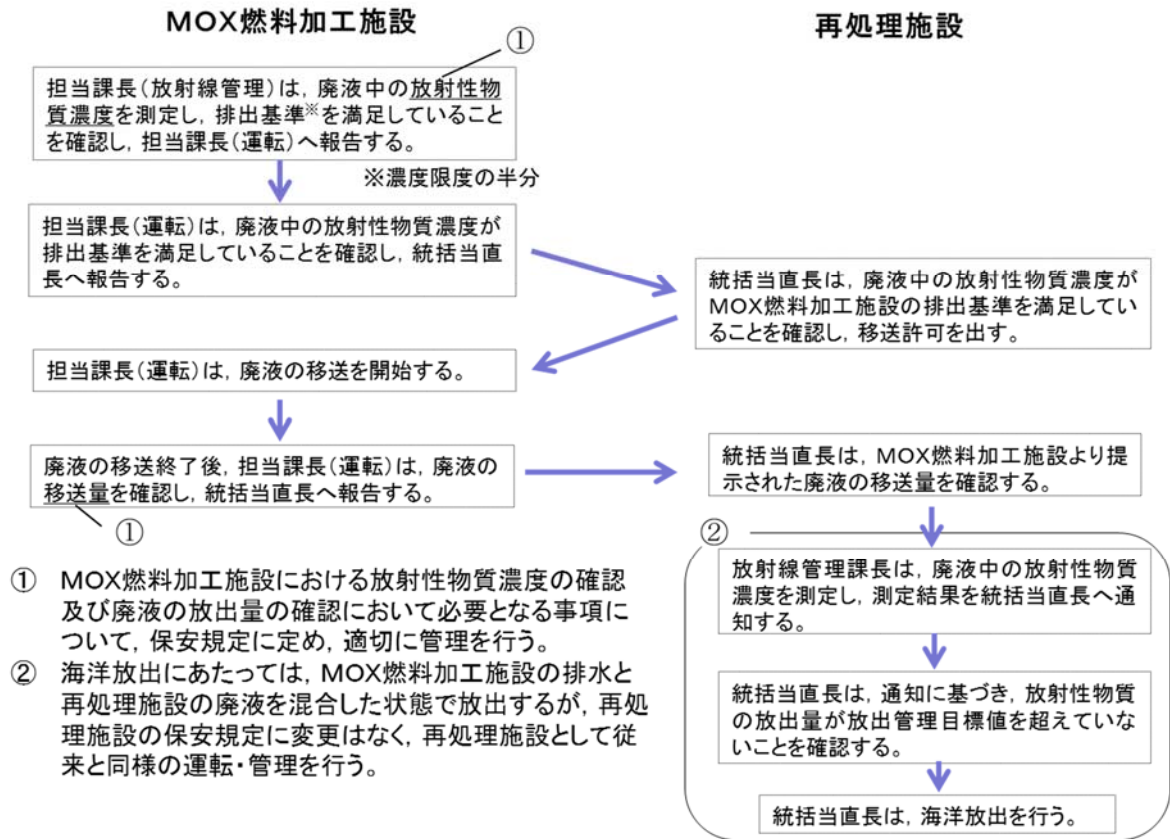 MOX燃料加工施設
再処理施設
①
担当課長(放射線管理)は，廃液中の放射性物
質濃度を測定し，排出基準※を満足していること
を確認し，担当課長(運転)へ報告する。
※濃度限度の半分
担当課長(運転)は，廃液中の放射性物質濃度が
排出基準を満足していることを確認し，統括当直
長へ報告する。
統括当直長は，廃液中の放射性物質濃度が
MOX燃料加工施設の排出基準を満足してい
ることを確認し，移送許可を出す。
担当課長(運転)は，廃液の移送を開始する。
廃液の移送終了後，担当課長(運転)は，廃液の
移送量を確認し，統括当直長へ報告する。
①
統括当直長は，MOX燃料加工施設より提
示された廃液の移送量を確認する。
②
放射線管理課長は，廃液中の放射性物質
濃度を測定し，測定結果を統括当直長へ通
知する。
統括当直長は，通知に基づき，放射性物質
の放出量が放出管理目標値を超えていな
いことを確認する。
統括当直長は，海洋放出を行う。
① MOX燃料加工施設における放射性物質濃度の確認
及び廃液の放出量の確認において必要となる事項に
ついて，保安規定に定め，適切に管理を行う。
② 海洋放出にあたっては，MOX燃料加工施設の排水と
再処理施設の廃液を混合した状態で放出するが，再処
理施設の保安規定に変更はなく，再処理施設として従
来と同様の運転・管理を行う。